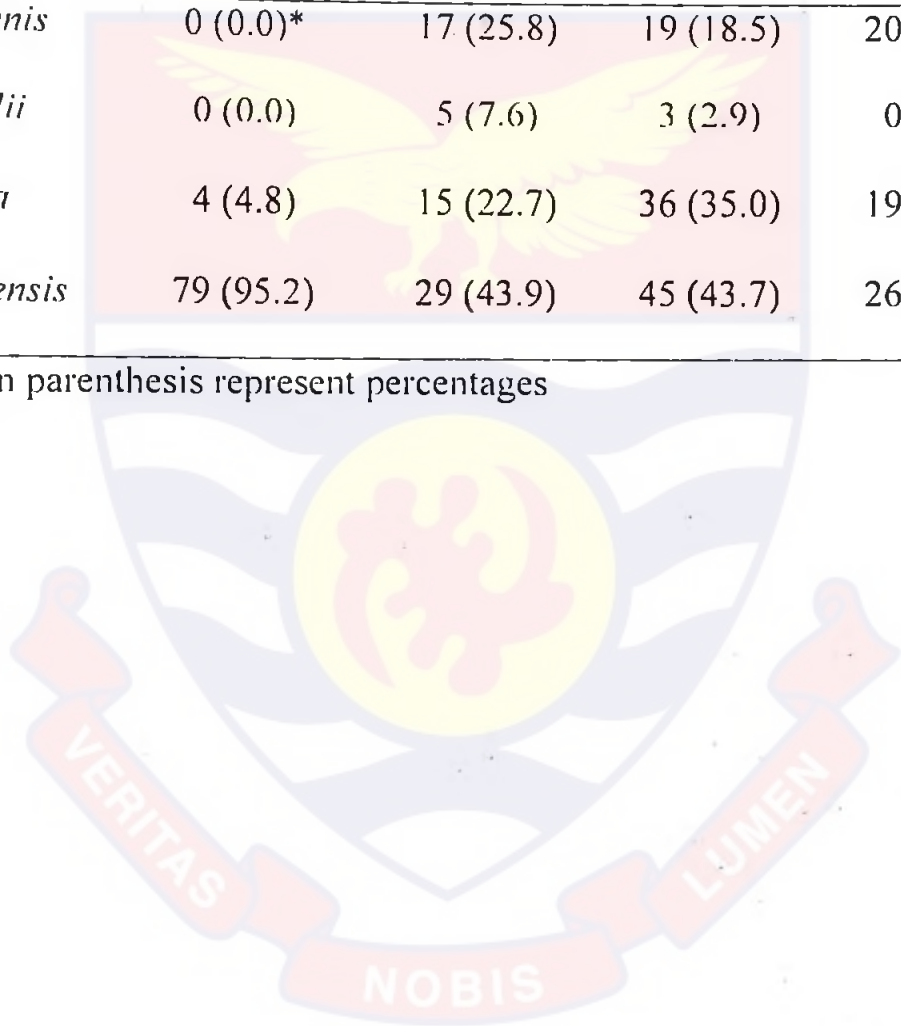 enis 0 (0.0)* 17 (25.8) 19 (18.5) 20
ii 0 (0.0) 5 (7.6) 3 (2.9) 0
a 4 (4.8) 15 (22.7) 36 (35.0) 19
ensis 79 (95.2) 29 (43.9) 45 (43.7) 26
n parenthesis represent percentages
VERITAS
NOBIS
LUMEN